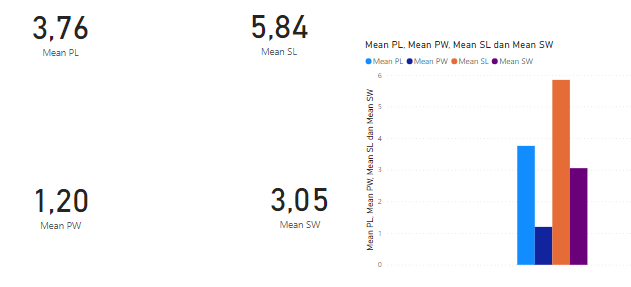 3,76
Mean PL
5,84
Mean SL
1,20
Mean PW
3,05
Mean SW
Mean PL, Mean PW, Mean SL dan Mean SW
Mean PL Mean PW Mean SL Mean SW
Mean PL, Mean PW, Mean SL dan Mean SW
6
5
4
3
2
1
0